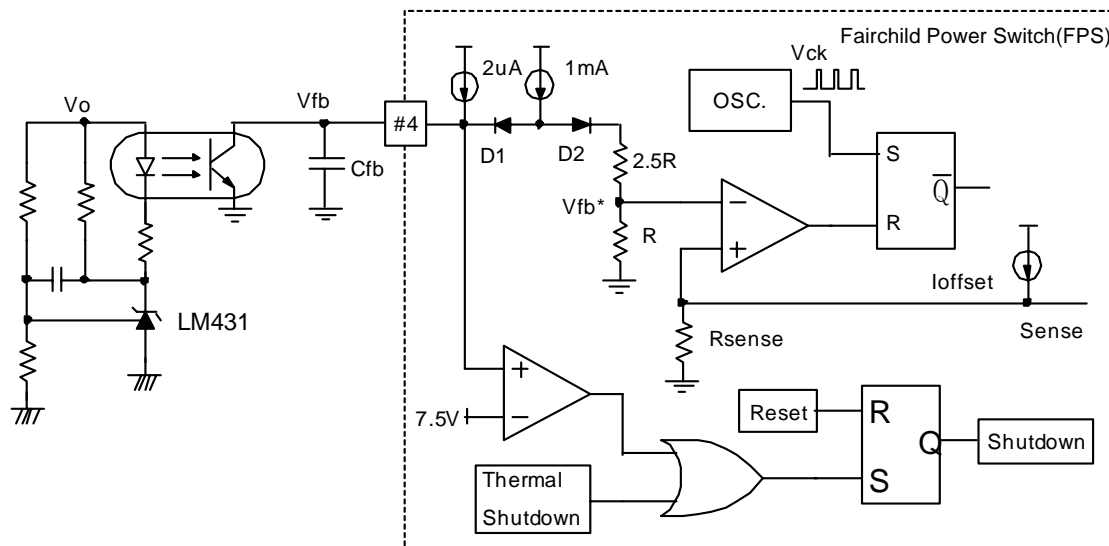 Fairchild Power Switch(FPS)
2uA
1mA
Vck
OSC.
Vo
Vfb
#4
D1
D2
Cfb
2.5R
Vfb*
R
S
R
Q
Ioffset
Rsense
Sense
LM431
7.5V
Reset
R
Q
S
Shutdown
Thermal
Shutdown